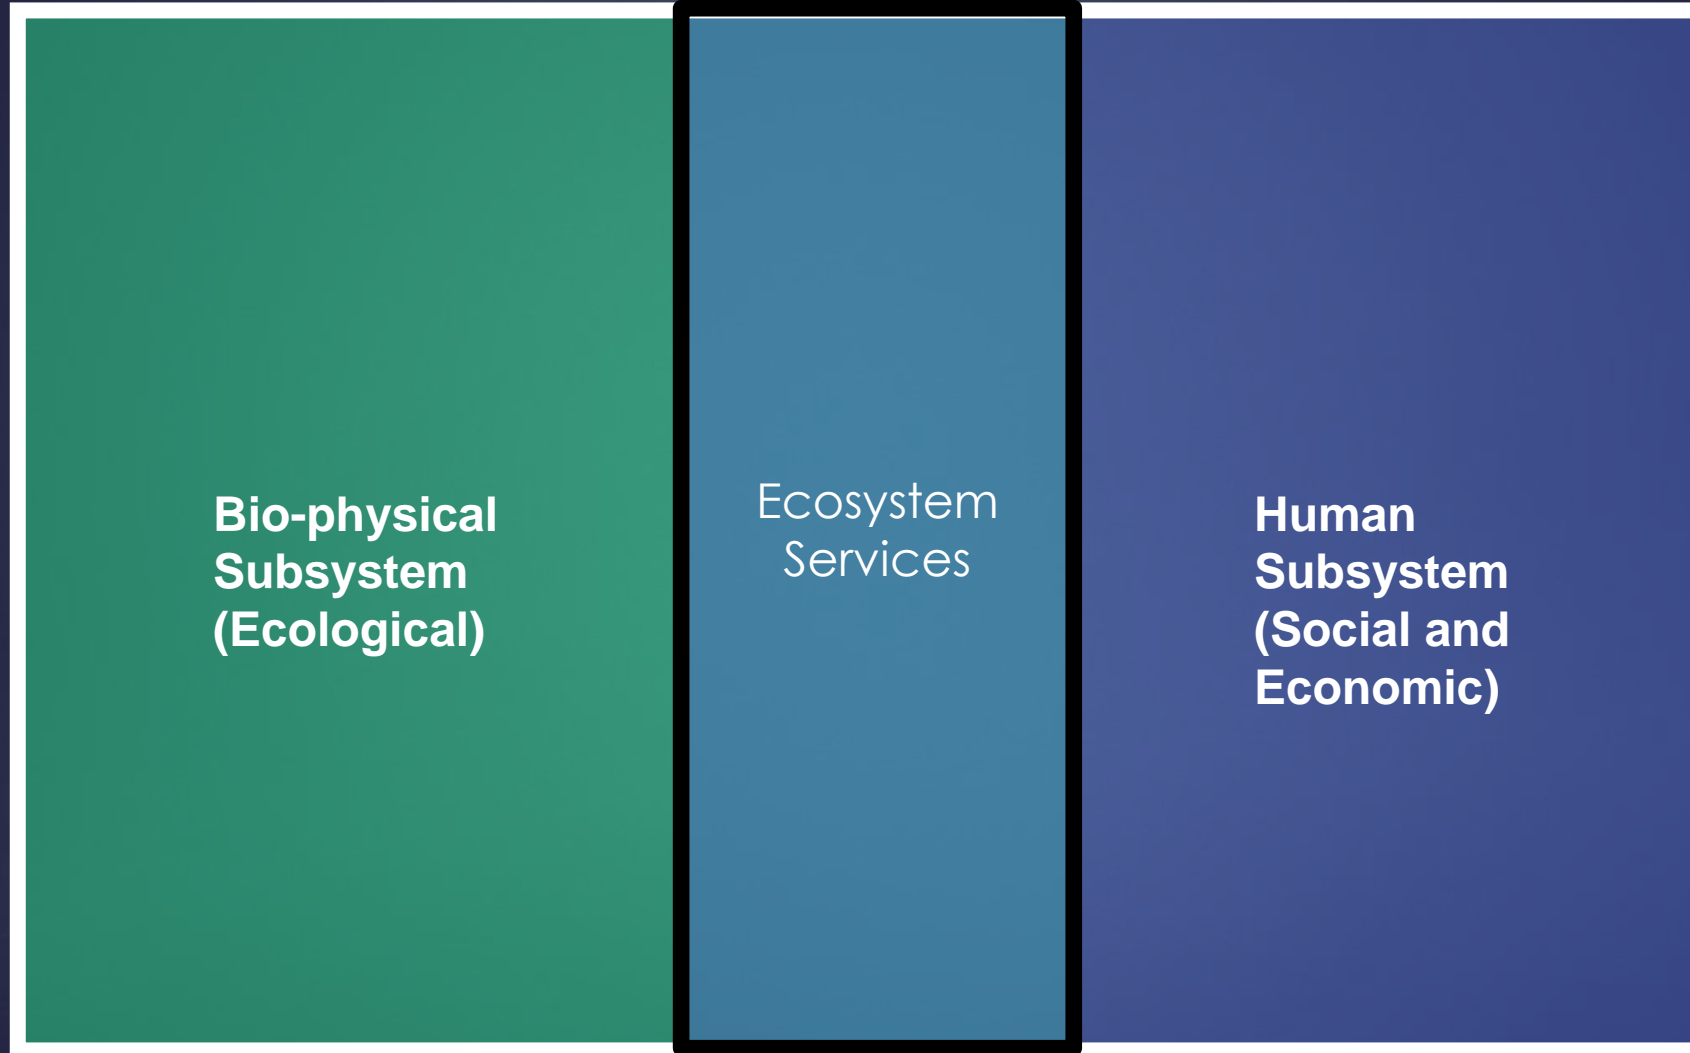 Bio-physical
Subsystem
(Ecological)
Ecosystem
Services
Human
Subsystem
(Social and
Economic)